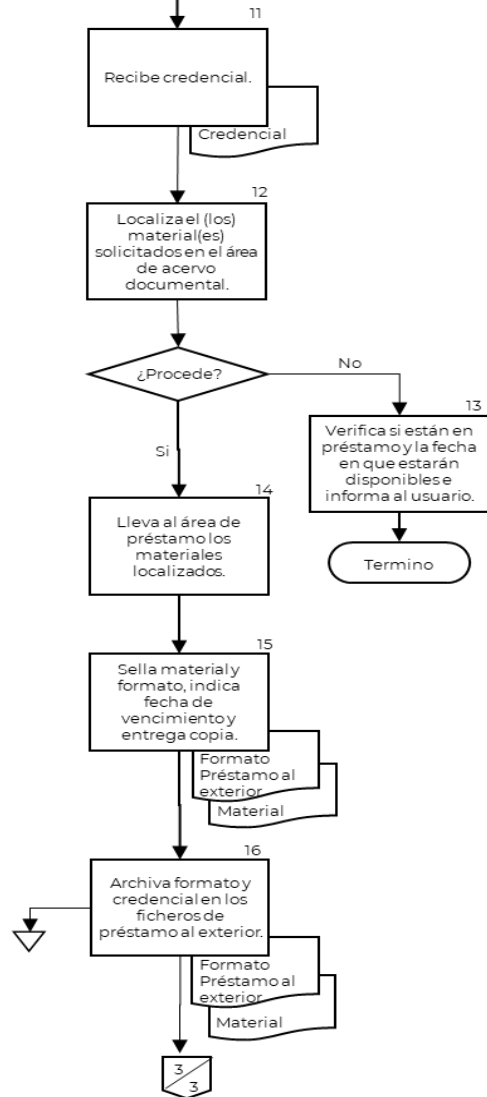 11
Recibe credencial.
Credencial
12
Localiza el (los)
material(es)
solicitados en el área
de acervo
documental.
¿Procede?
No
13
Verifica si están en
préstamo y la fecha
en que estarán
disponibles e
informa al usuario.
Termino
Si
14
Lleva al área de
préstamo los
materiales
localizados.
15
Sella material y
formato, indica
fecha de
vencimiento y
entrega copia.
Formato
Préstamo al
exterior
Material
16
Archiva formato y
credencial en los
ficheros de
préstamo al exterior.
Formato
Préstamo al
exterior
Material
3
3